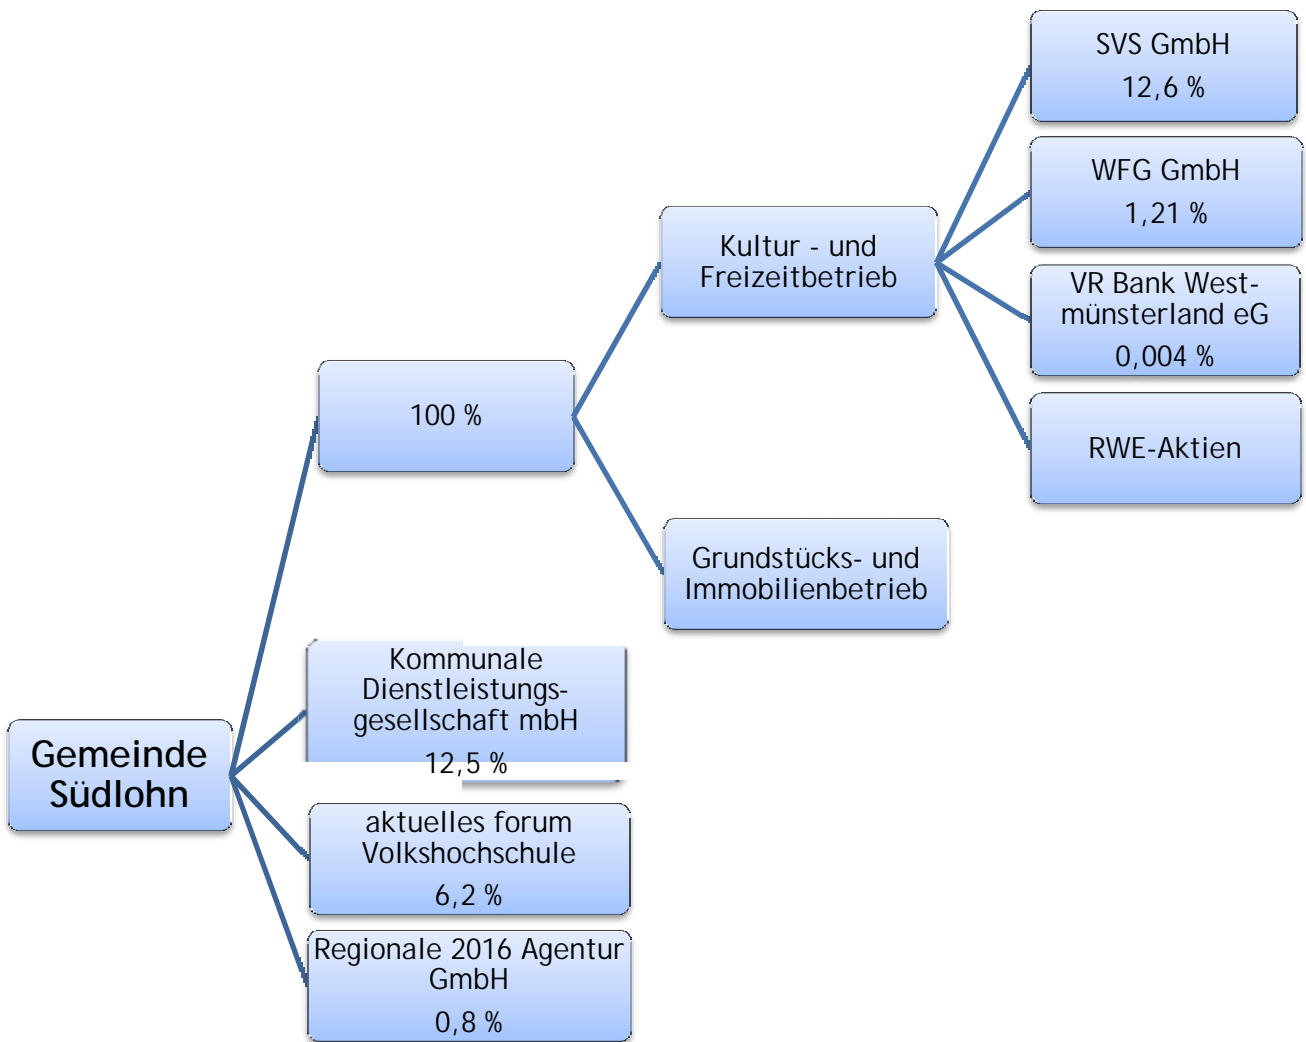 SVS GmbH
12,6 %
WFG GmbH
1,21 %
Kultur - und
Freizeitbetrieb
VR Bank West-
münsterland eG
0,004 %
100 %
RWE-Aktien
Grundstücks- und
Immobilienbetrieb
Kommunale
Dienstleistungs-
gesellschaft mbH
12,5 %
Gemeinde
Südlohn
aktuelles forum
Volkshochschule
6,2 %
Regionale 2016 Agentur
GmbH
0,8 %